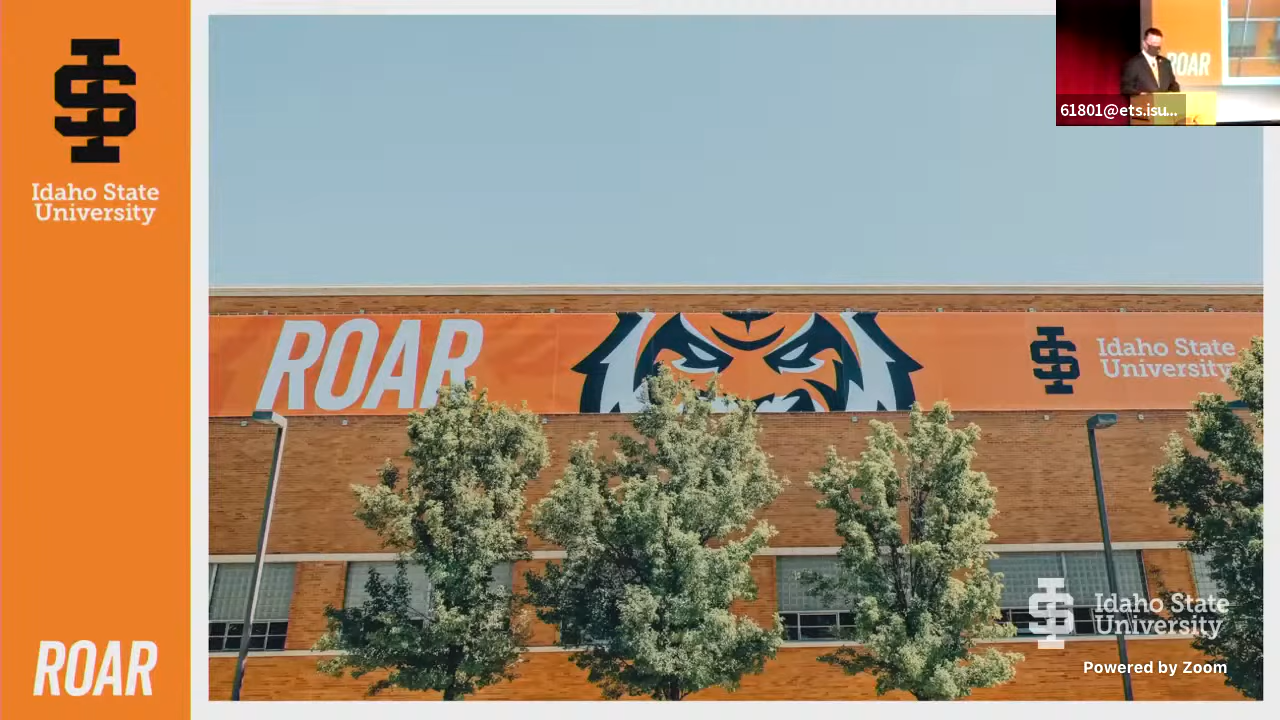 Idaho State
University
ROAR
ROAR
61801@ets.isu...
ROAR
Idaho State
University
Idaho State
University
Powered by Zoom